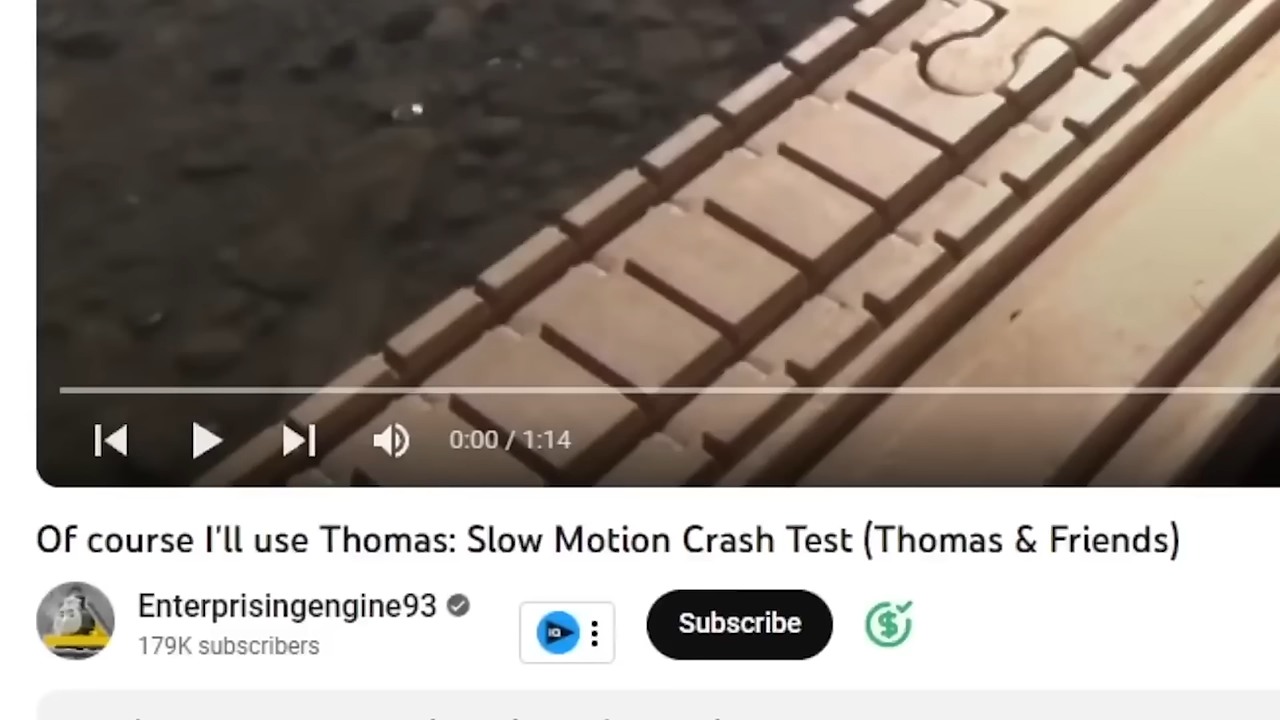 0:00 / 1:14
Of course I'll use Thomas: Slow Motion Crash Test (Thomas & Friends)
Enterprisingengine93
179K subscribers
IQ
Subscribe
$